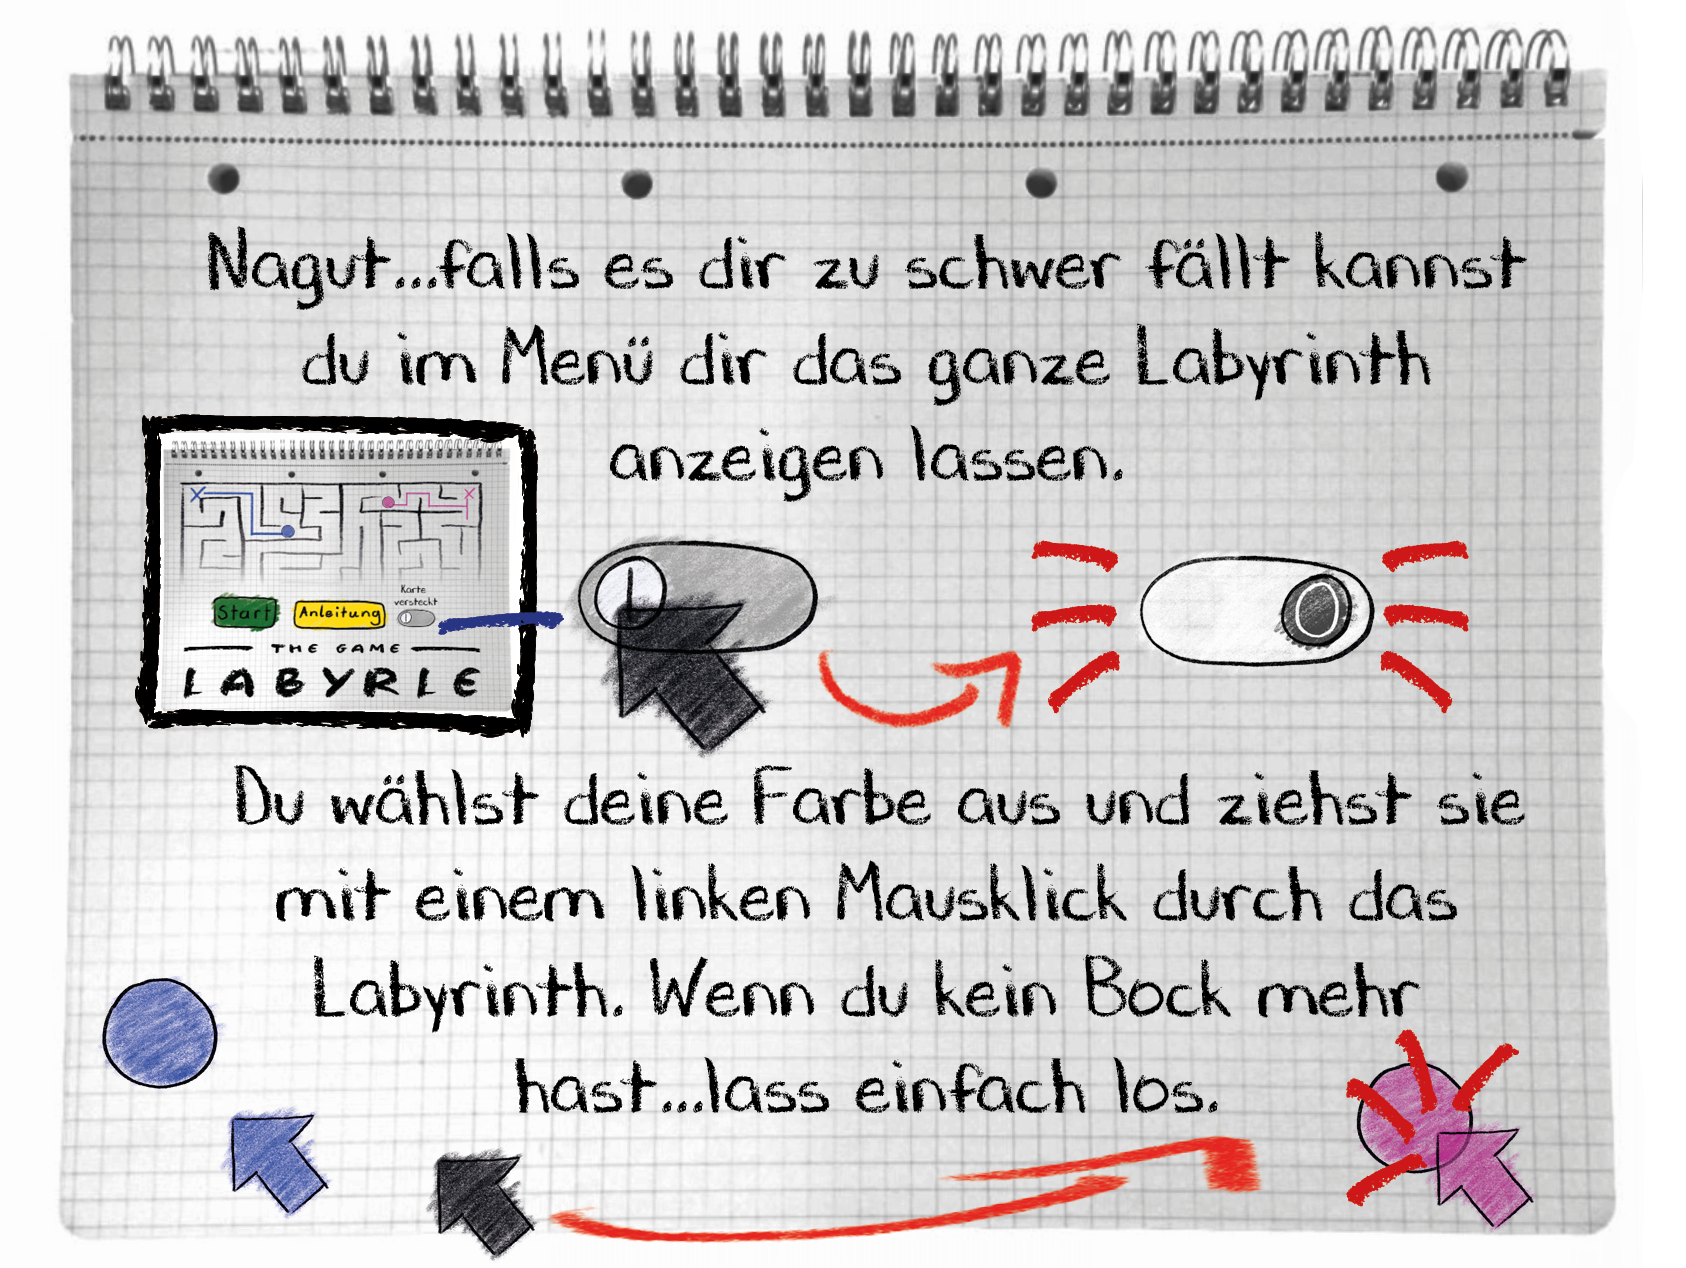 Nagut...falls es dir zu schwer fällt kannst
du im Menü dir das ganze Labyrinth
anzeigen lassen.
Karte
versteckt
Start
Anleitung
THE GAME
LABYRLE
Du wählst deine Farbe aus und ziehst sie
mit einem linken Mausklick durch das
Labyrinth. Wenn du kein Bock mehr
hast...lass einfach los.